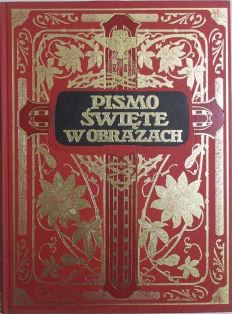 PISMO
ŚWIĘTE
W OBRAZACH